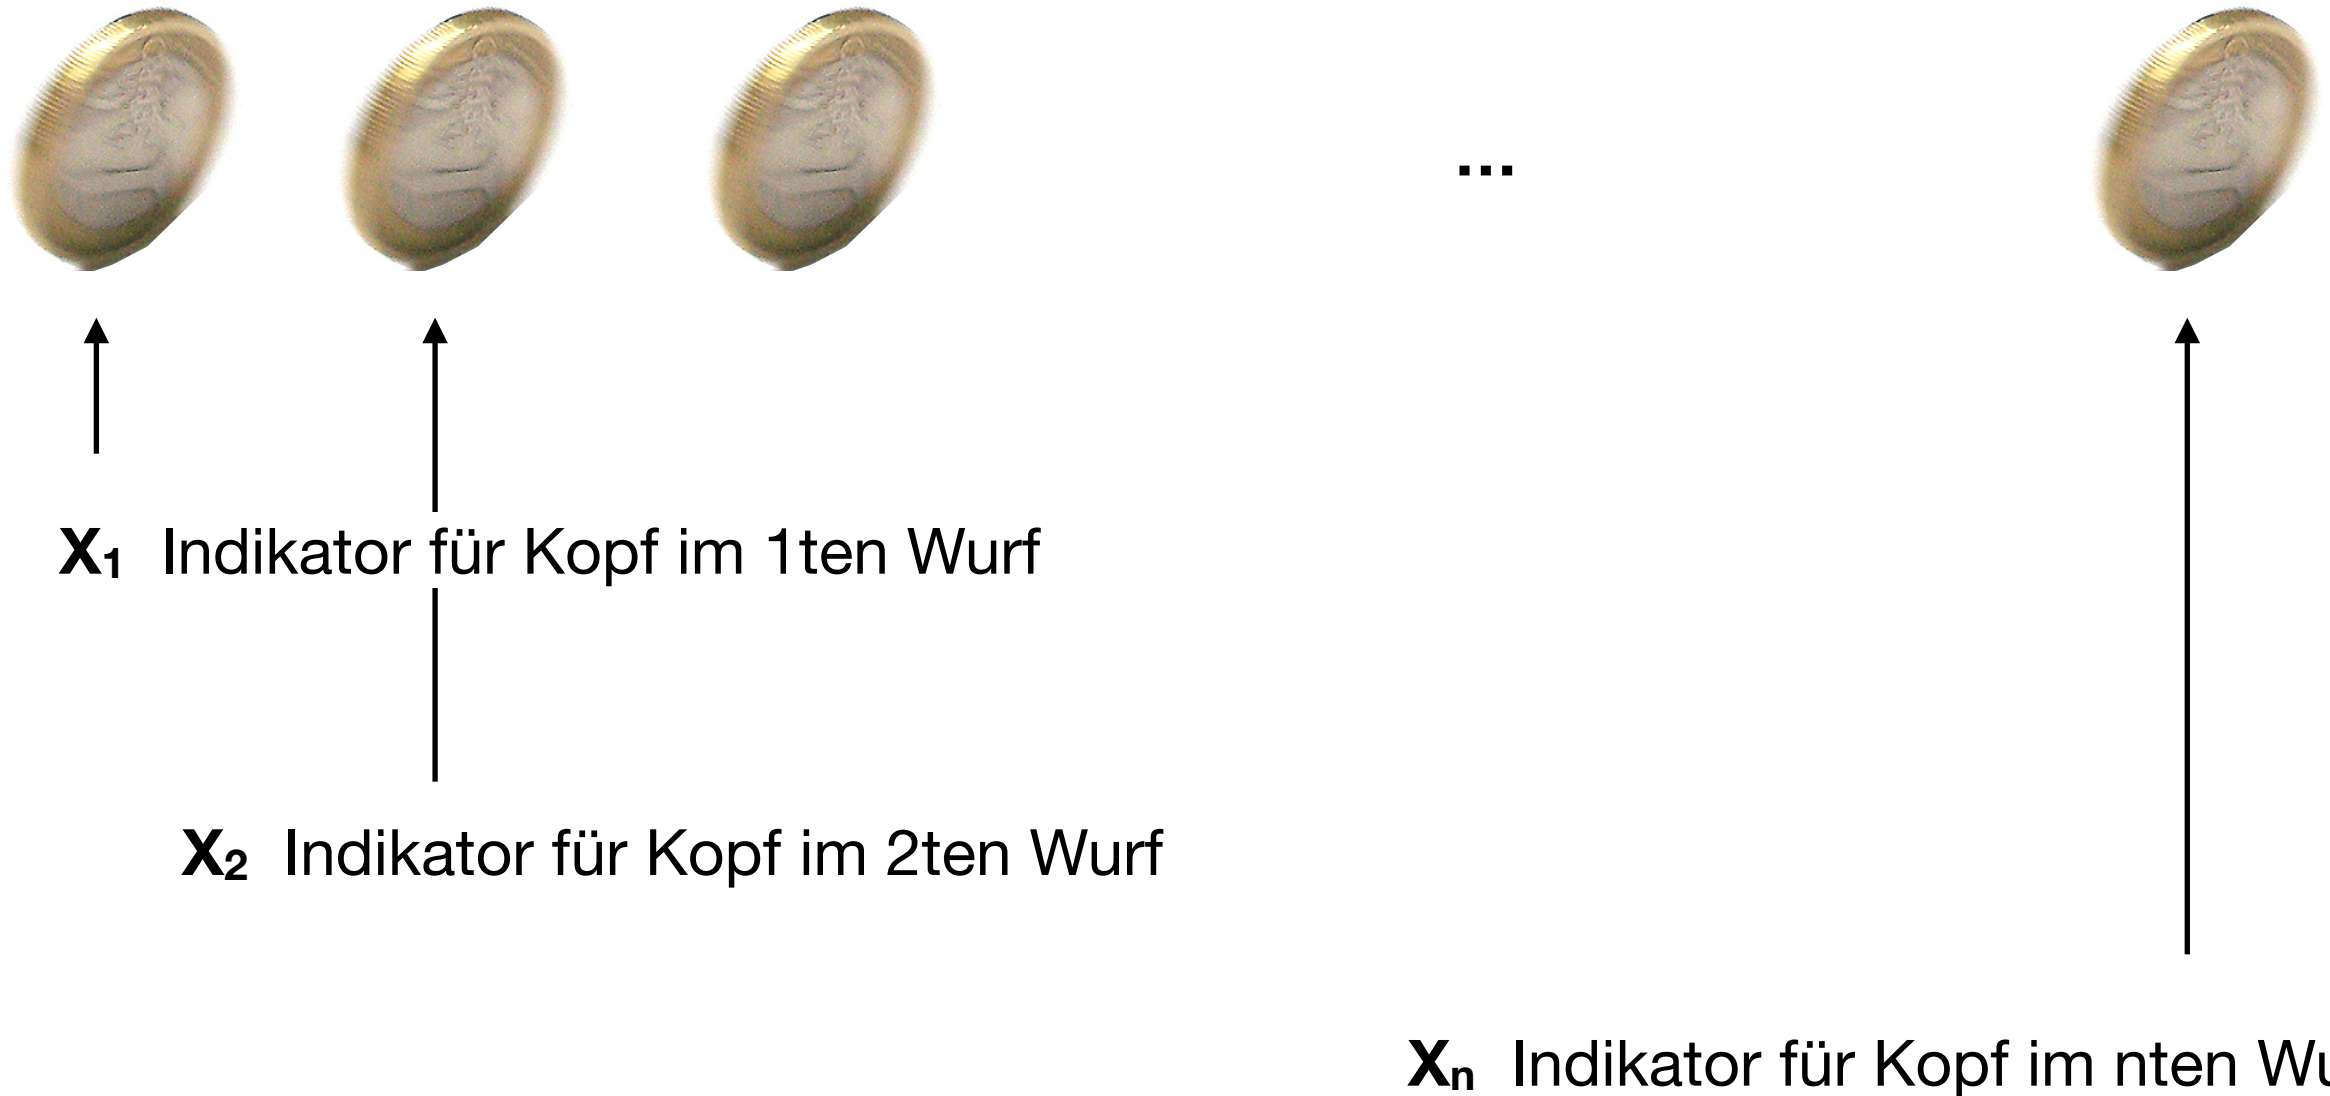 ...
X₁ Indikator für Kopf im 1ten Wurf
X₂ Indikator für Kopf im 2ten Wurf
Xₙ Indikator für Kopf im nten